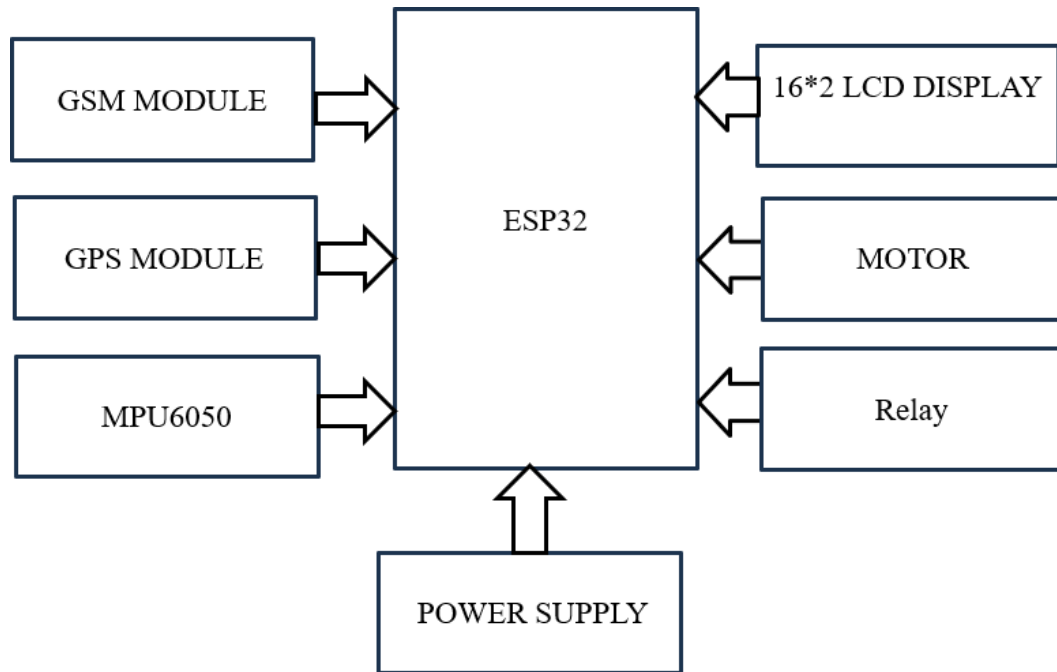 GSM MODULE
16*2 LCD DISPLAY
ESP32
GPS MODULE
MOTOR
MPU6050
Relay
POWER SUPPLY